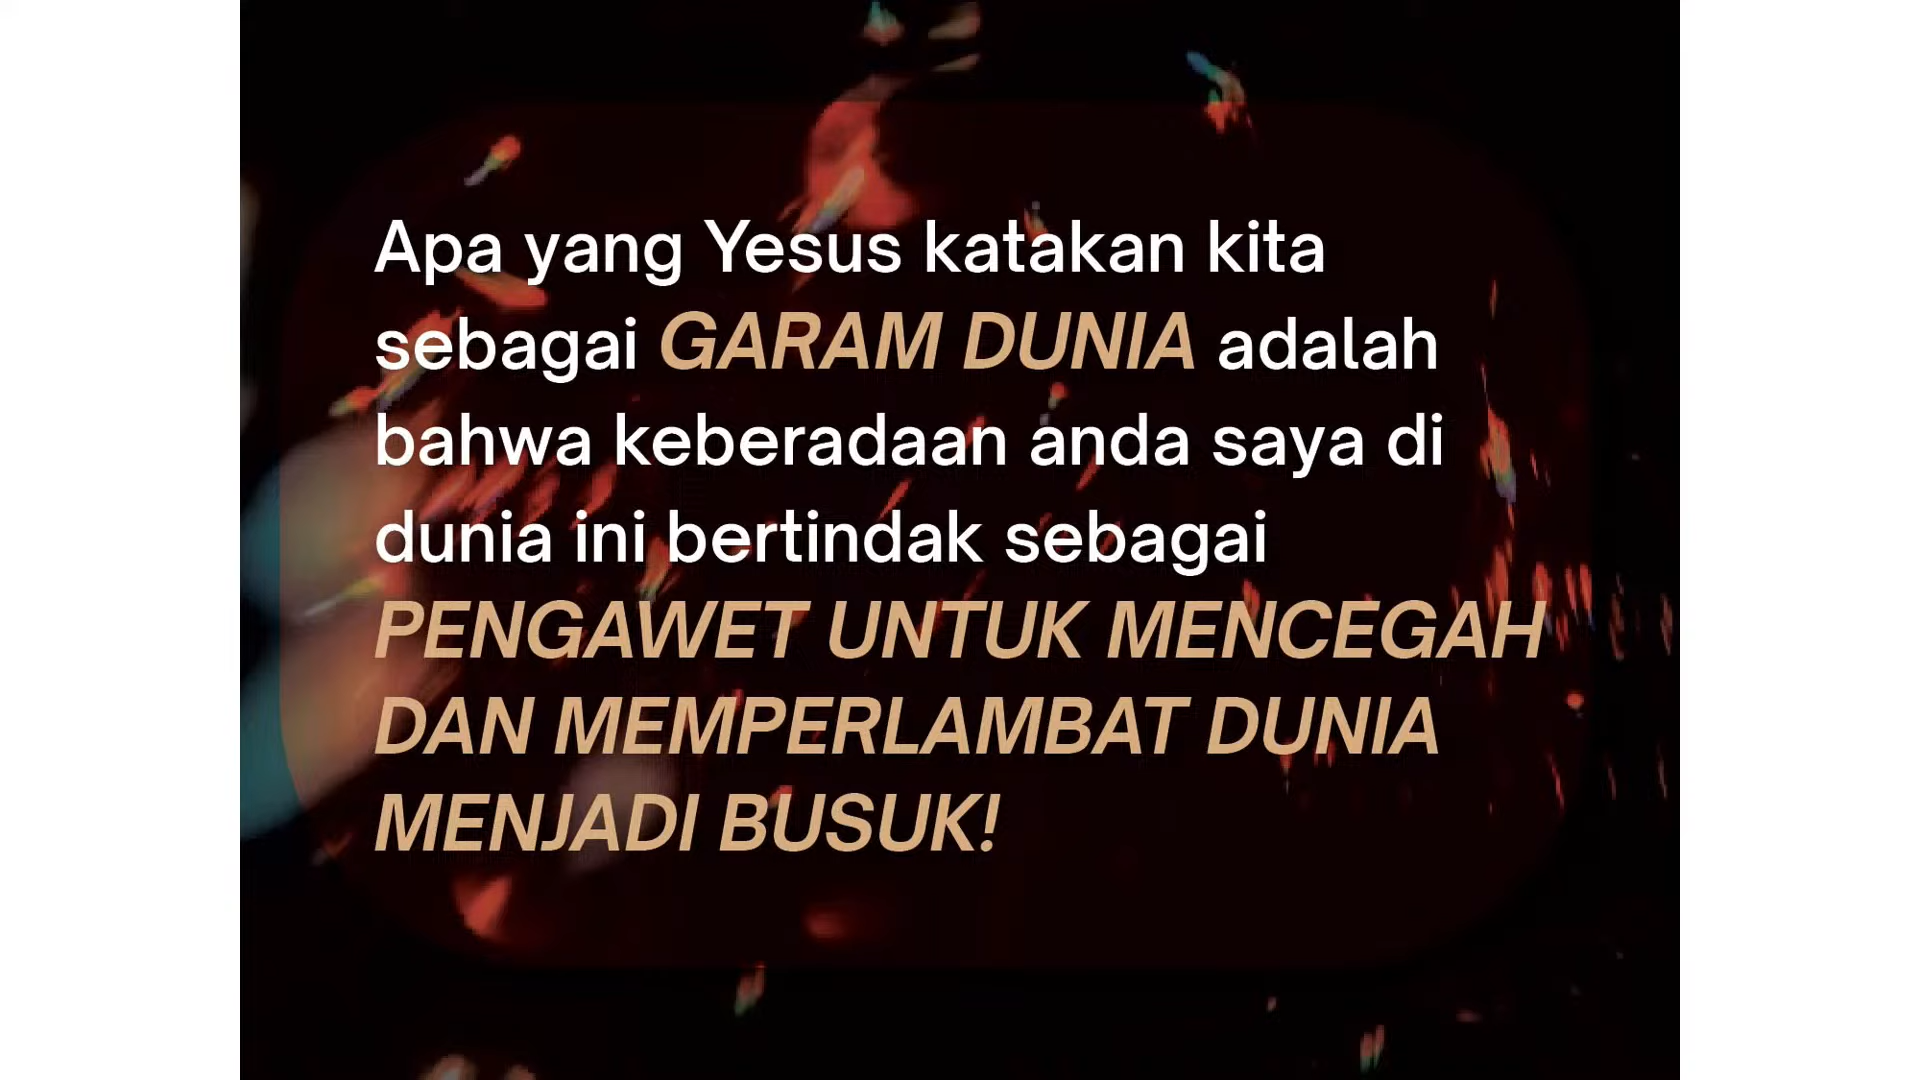 Apa yang Yesus katakan kita
sebagai GARAM DUNIA adalah
bahwa keberadaan anda saya di
dunia ini bertindak sebagai
PENGAWET UNTUK MENCEGAH
DAN MEMPERLAMBAT DUNIA
MENJADI BUSUK!